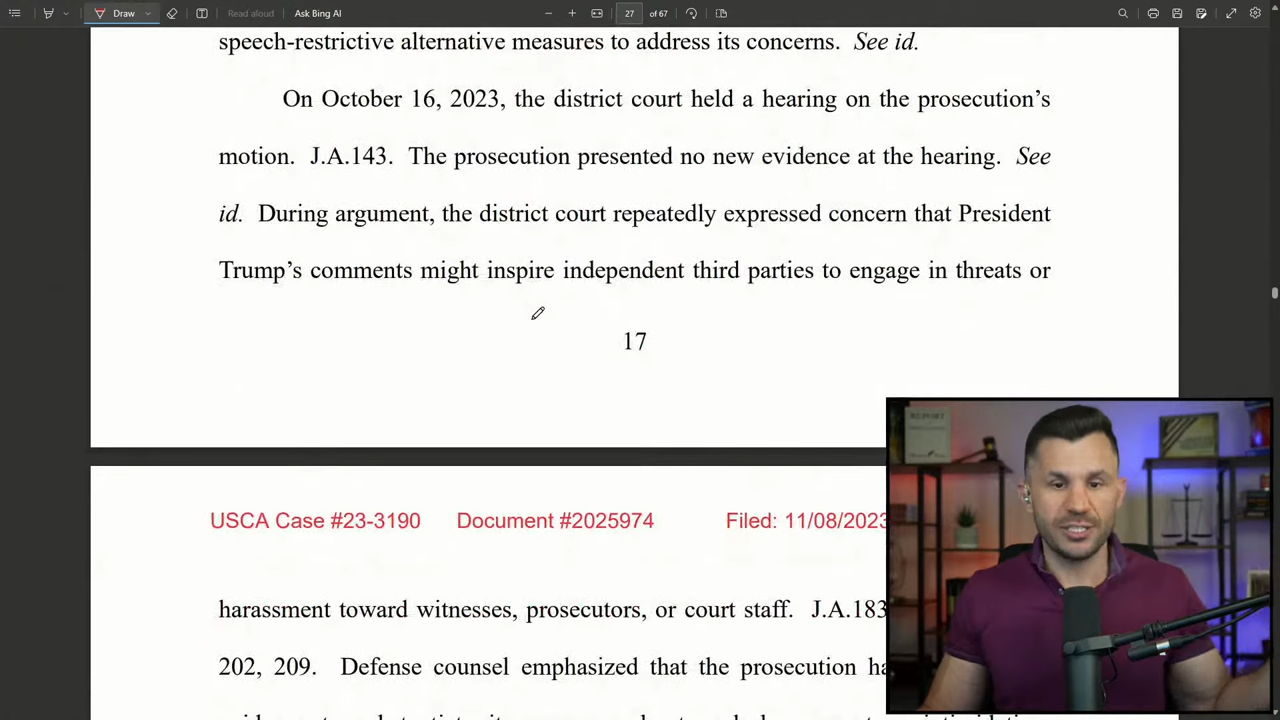 Draw
Read aloud
Ask Bing AI
27 of 67
speech-restrictive alternative measures to address its concerns. See id.
On October 16, 2023, the district court held a hearing on the prosecution’s
motion. J.A.143. The prosecution presented no new evidence at the hearing. See
id. During argument, the district court repeatedly expressed concern that President
Trump’s comments might inspire independent third parties to engage in threats or
17
USCA Case #23-3190 Document #2025974 Filed: 11/08/2023
harassment toward witnesses, prosecutors, or court staff. J.A.183
202, 209. Defense counsel emphasized that the prosecution
REPORT